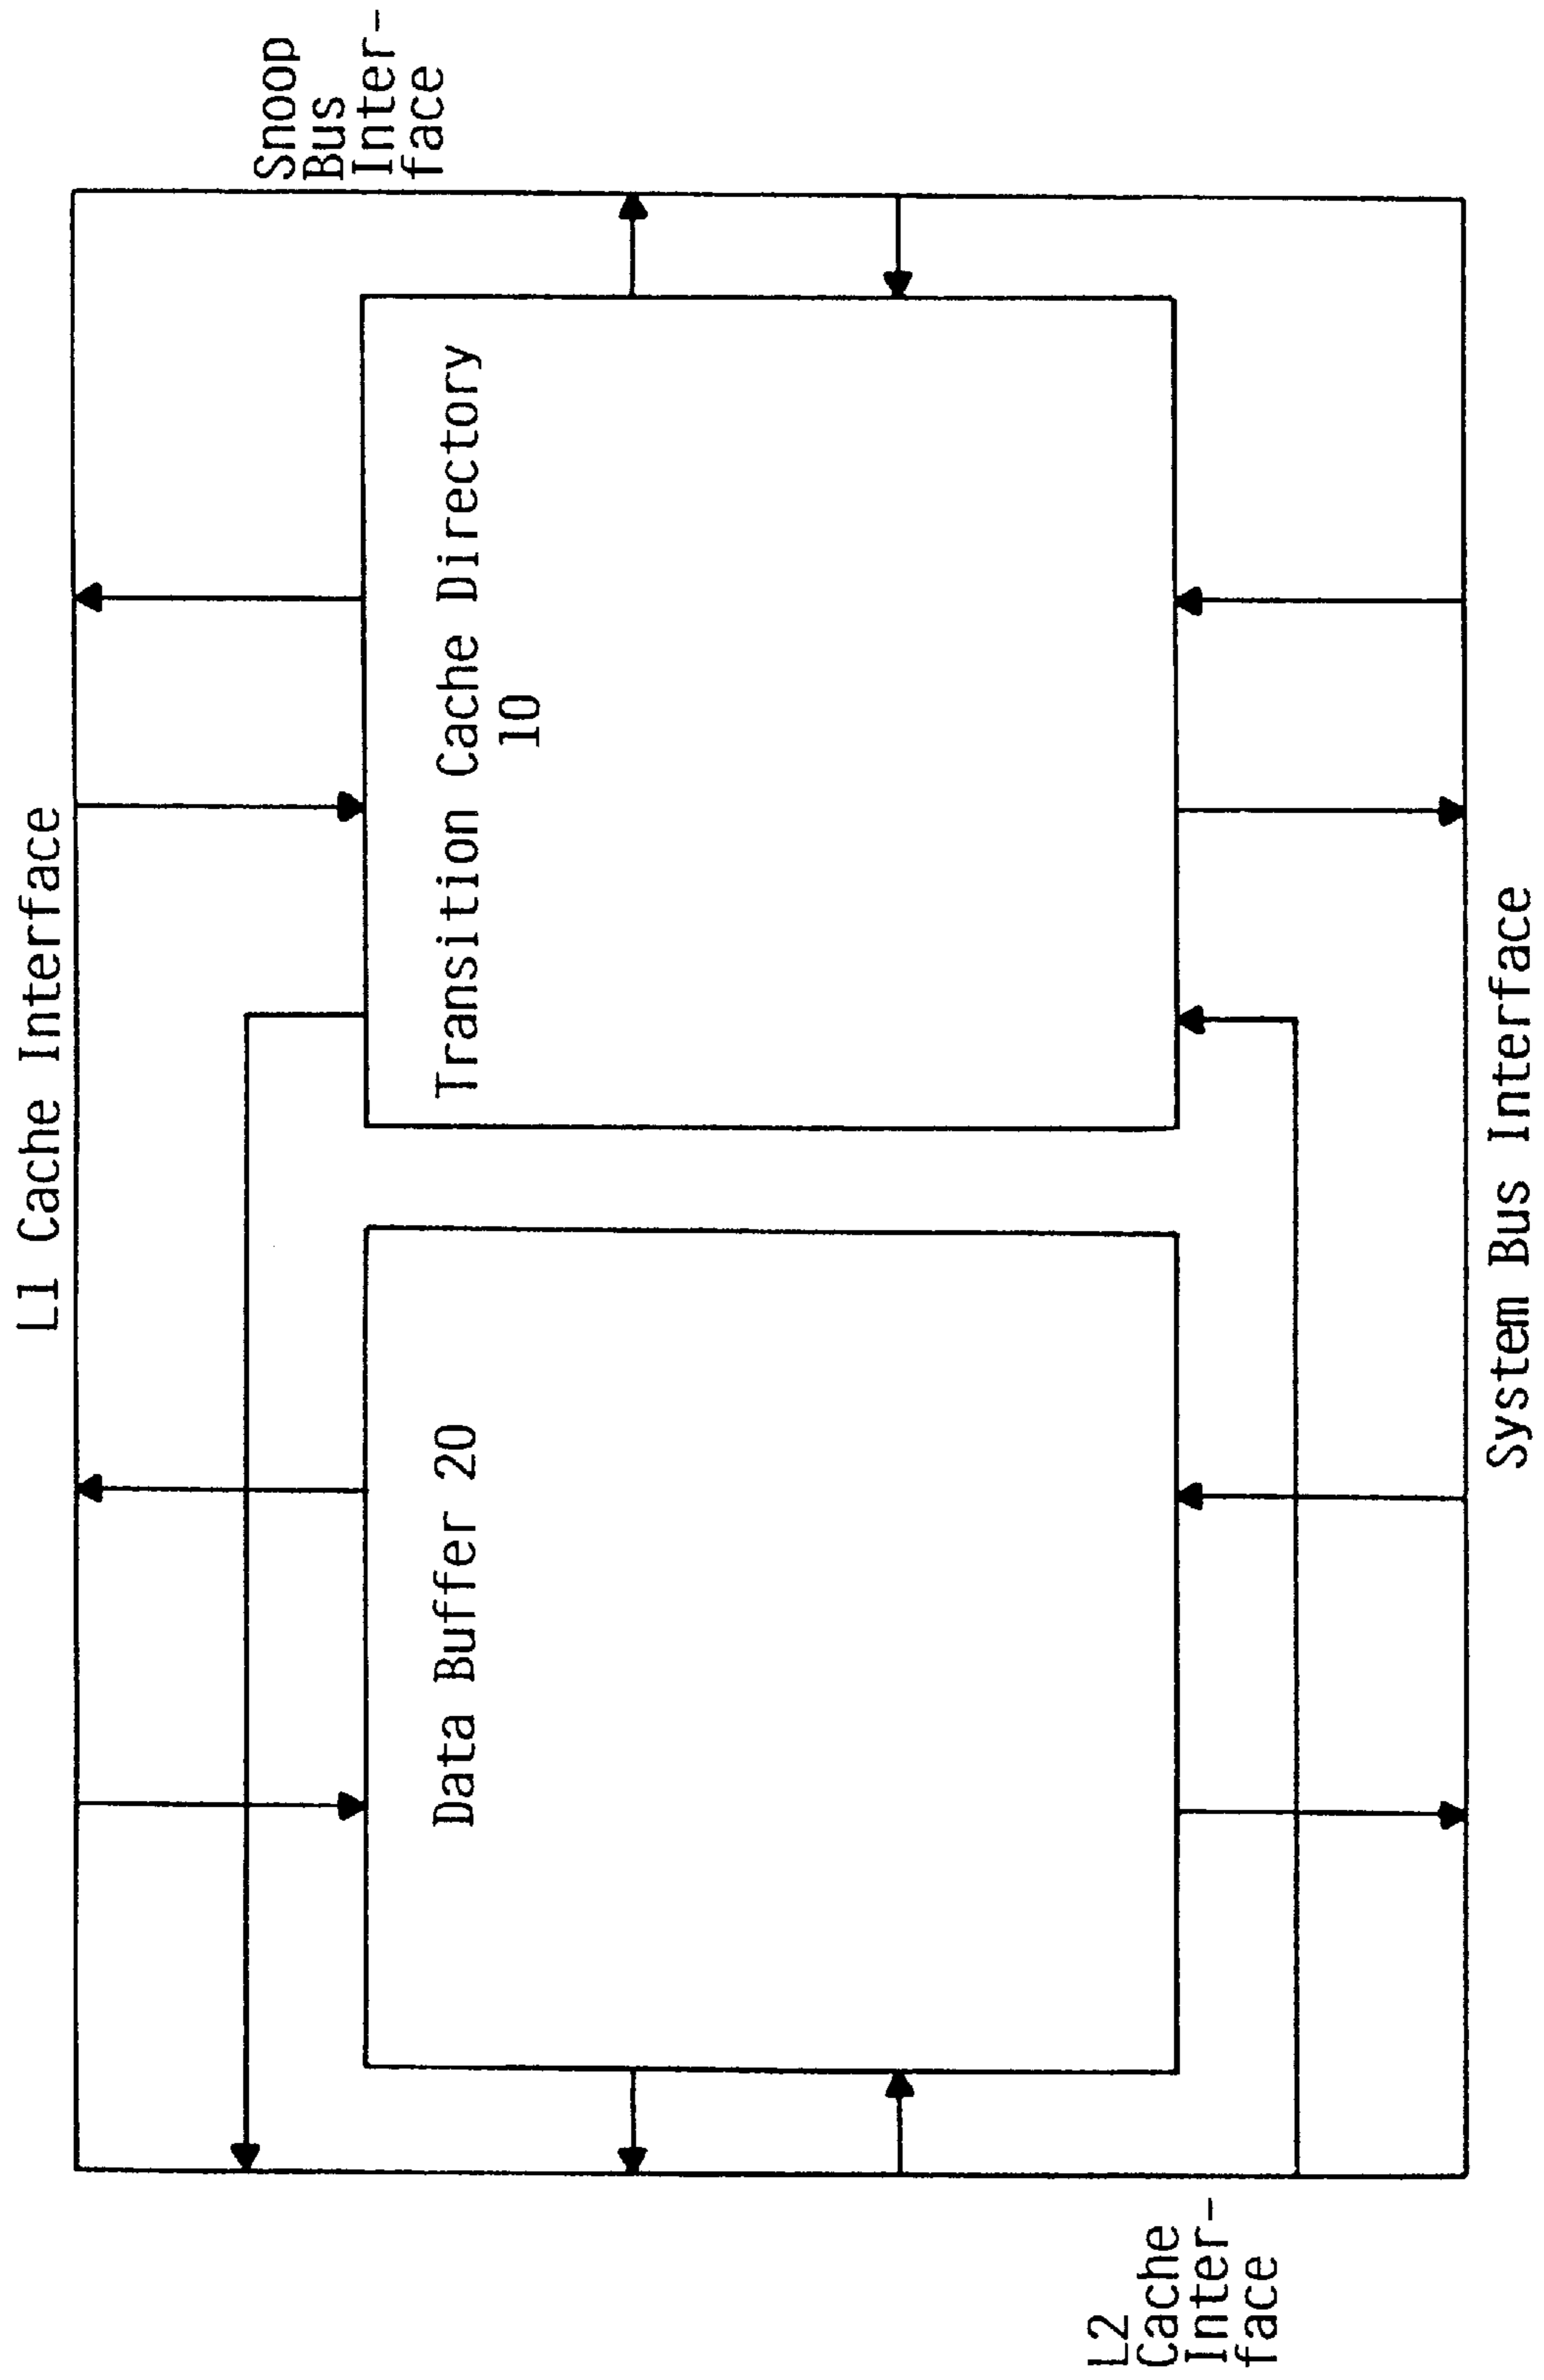 L1 Cache Interface
Snoop
Bus
Inter-
face
Data Buffer 20
Transition Cache Directory
10
L2
Cache
Inter-
face
System Bus Interface